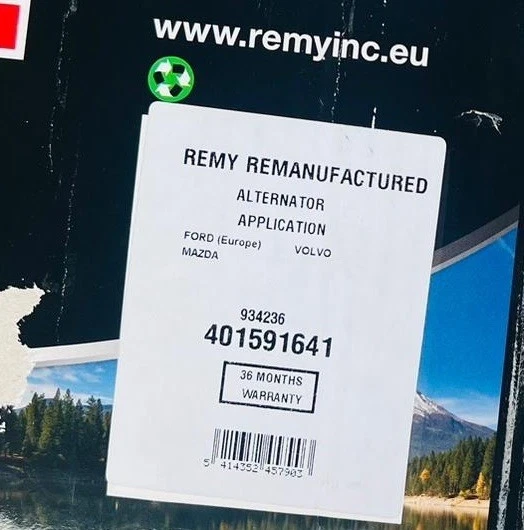 www.remyinc.eu
REMY REMANUFACTURED
ALTERNATOR
APPLICATION
FORD (Europe) VOLVO
MAZDA
934236
401591641
36 MONTHS
WARRANTY
5 414352 457903